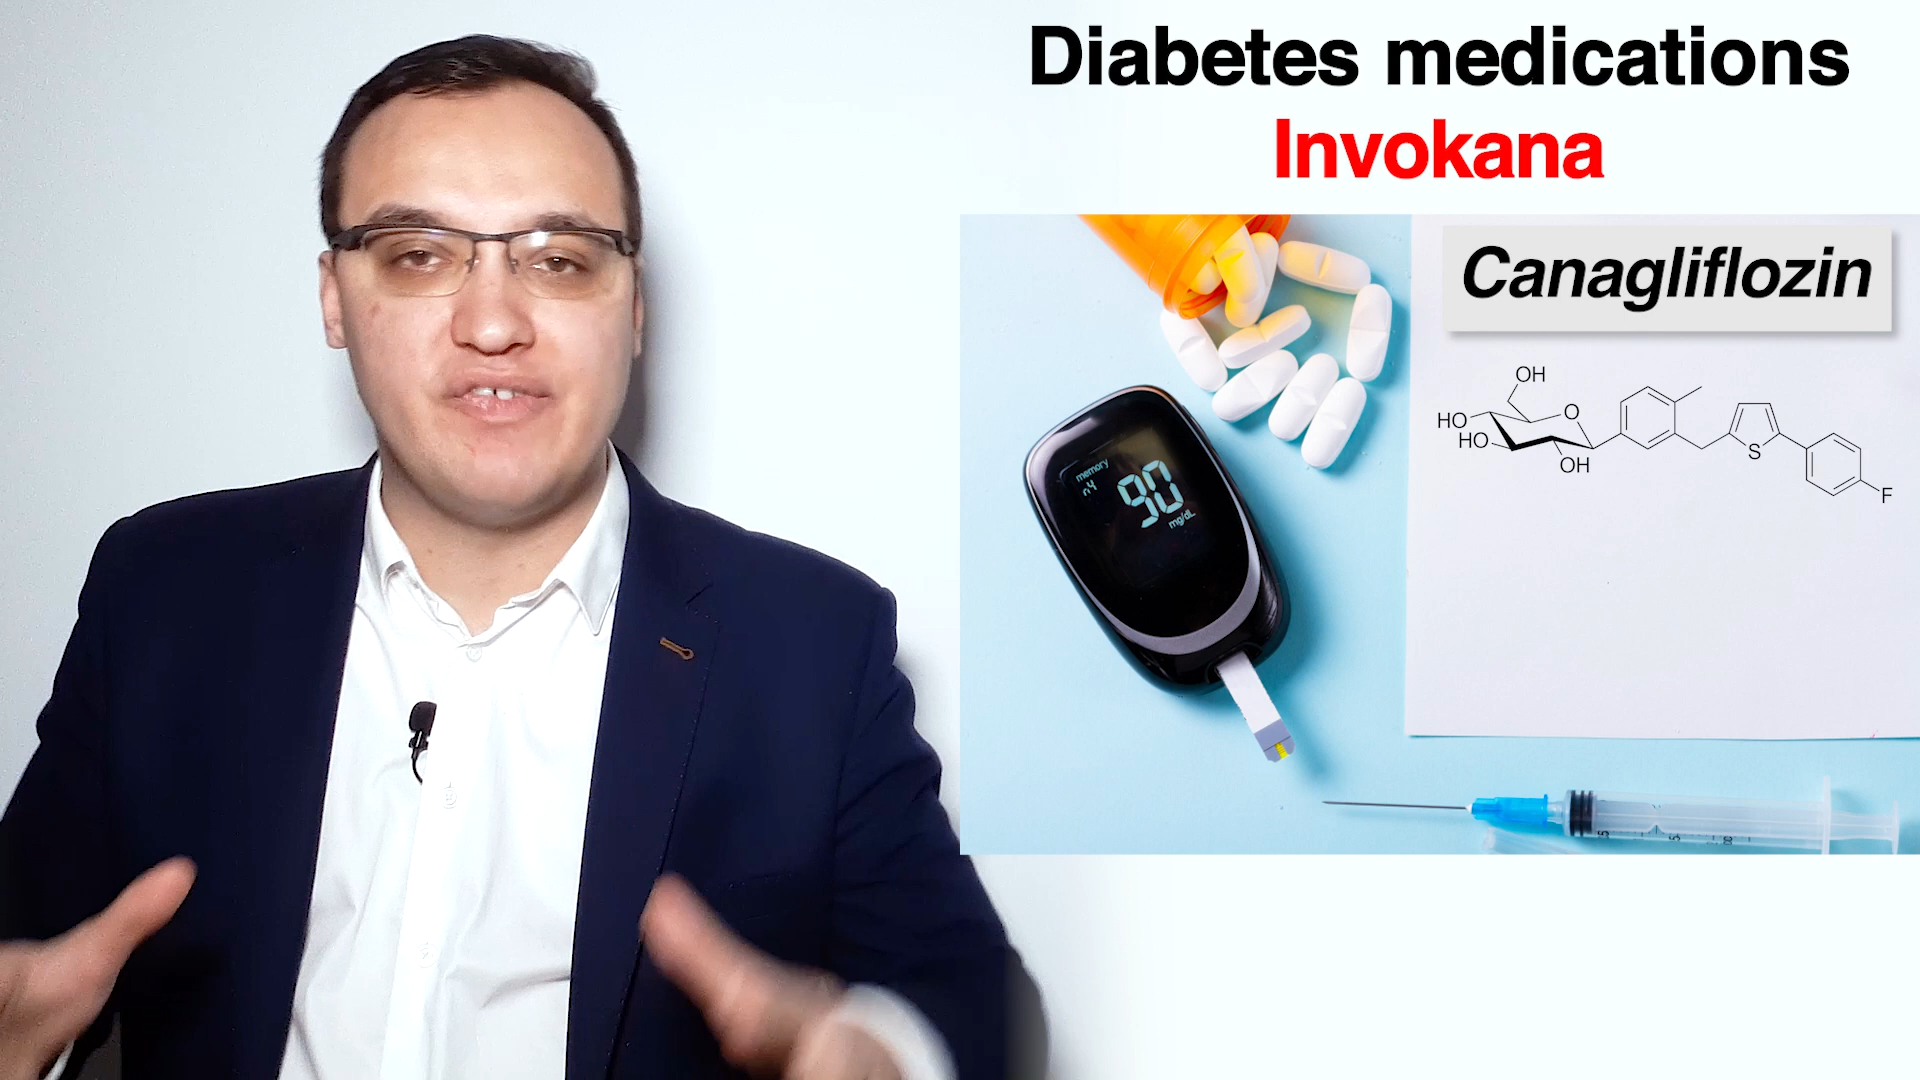 Diabetes medications
Invokana
Canagliflozin
OH
HO
O
HO
OH
S
F
memory
90
mg/dL